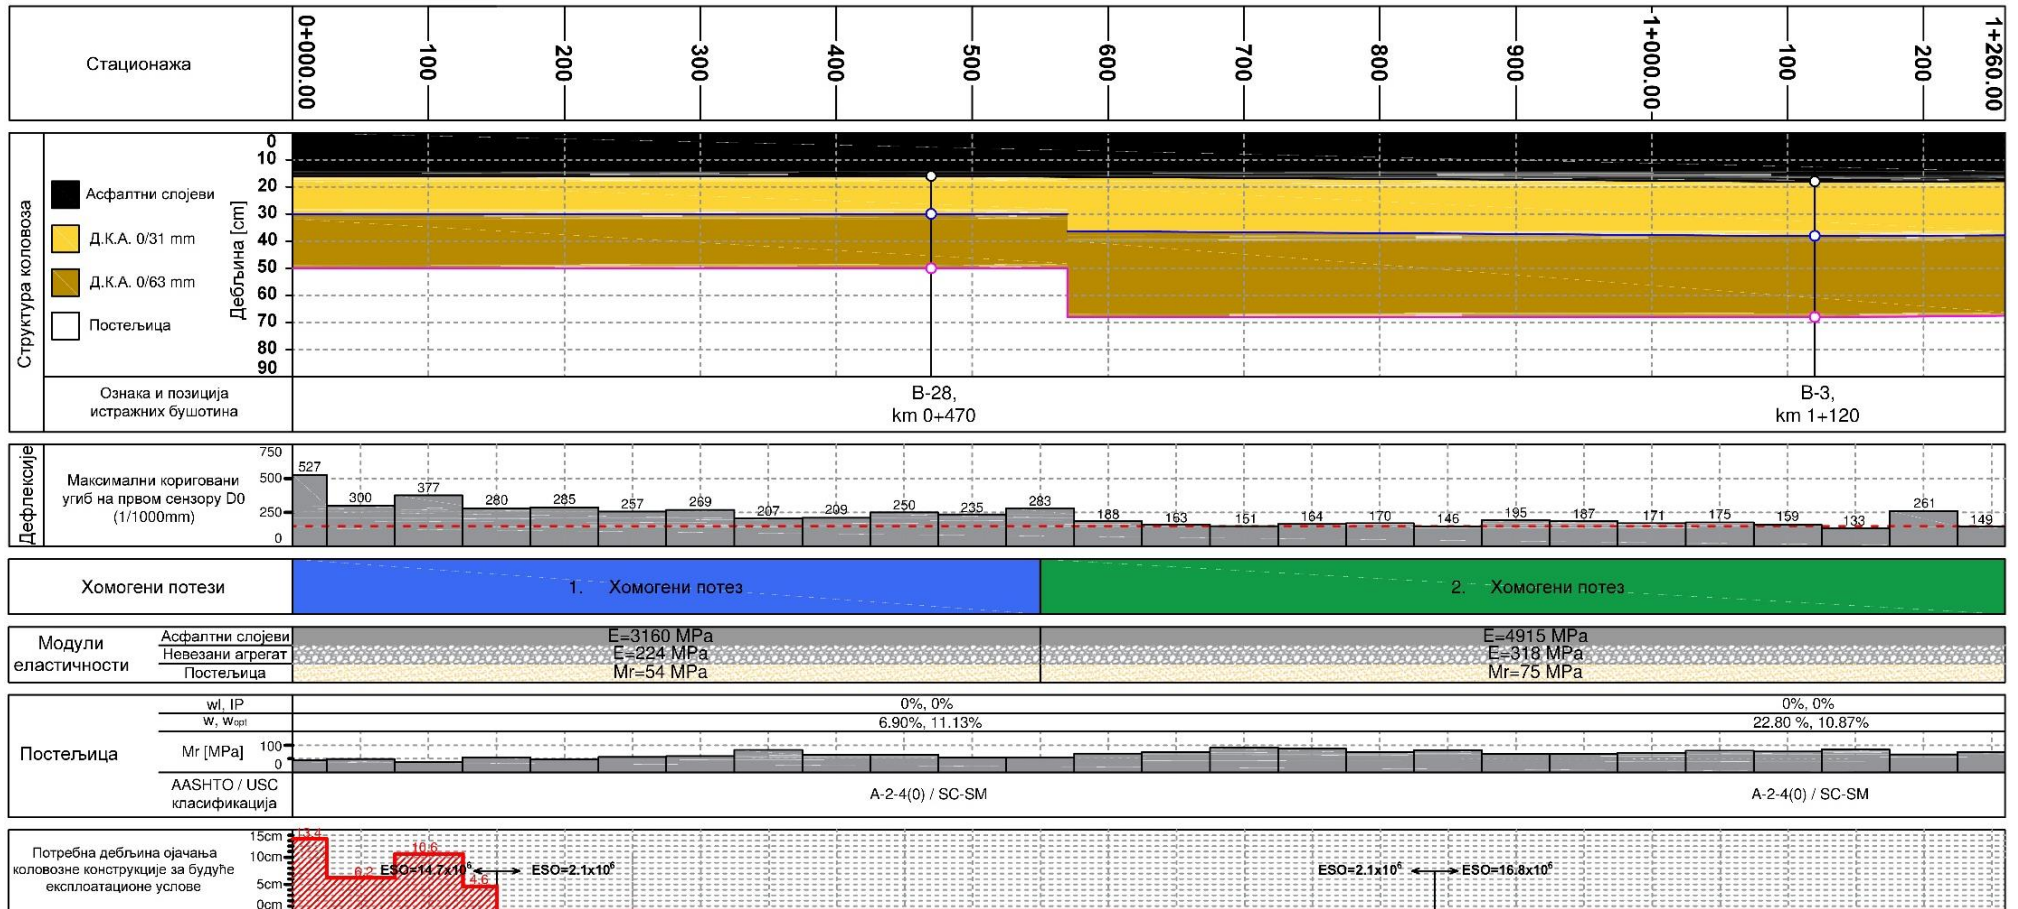 Стационажа
0+000.00
100
200
300
400
500
600
700
800
900
1+000.00
100
200
1+260.00
Структура коловоза
Асфалтни слојеви
Д.К.А. 0/31 mm
Д.К.А. 0/63 mm
Постељица
Дебљина [cm]
0
10
20
30
40
50
60
70
80
90
Ознака и позиција
истражних бушотина
B-28,
km 0+470
B-3,
km 1+120
Дефлексије
Максимални кориговани
угиб на првом сензору D0
(1/1000mm)
750
500
250
0
527
300
377
280
285
257
269
207
209
250
235
283
188
163
151
164
170
146
195
187
171
175
159
133
261
149
Хомогени потези
1. Хомогени потез
2. Хомогени потез
Модули
еластичности
Асфалтни слојеви
Невезани агрегат
Постељица
E=3160 MPa
E=224 MPa
Mr=54 MPa
E=4915 MPa
E=318 MPa
Mr=75 MPa
Постељица
wl, IP
0%, 0%
0%, 0%
w, wopt
6.90%, 11.13%
22.80 %, 10.87%
Mr [MPa]
100
0
AASHTO / USC
класификација
A-2-4(0) / SC-SM
A-2-4(0) / SC-SM
Потребна дебљина ојачања
коловозне конструкције за будуће
експлоатационе услове
15cm
10cm
5cm
0cm
13.4
6.2
10.6
4.6
ESO=14.7x10⁶
ESO=2.1x10⁶
ESO=2.1x10⁶
ESO=16.8x10⁶